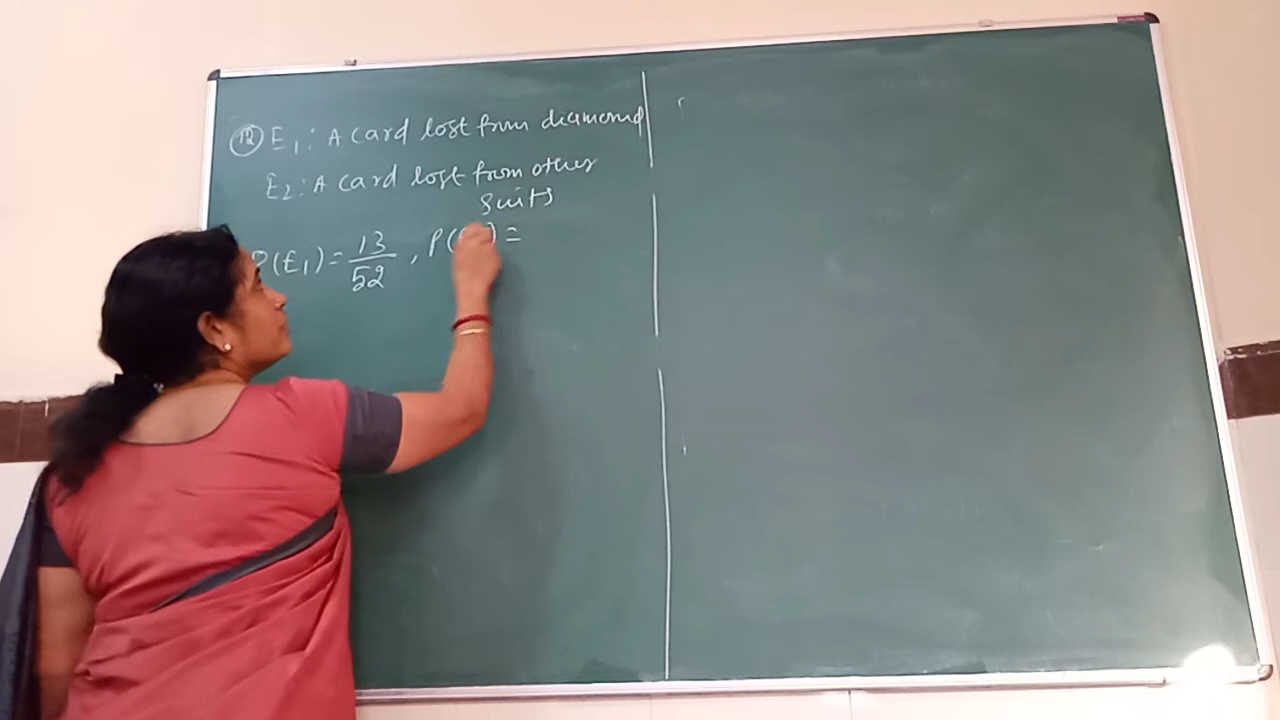 12 E1: A card lost from diamond
E2: A card lost from other
suits
P(E1) = 13/52, P( ) =